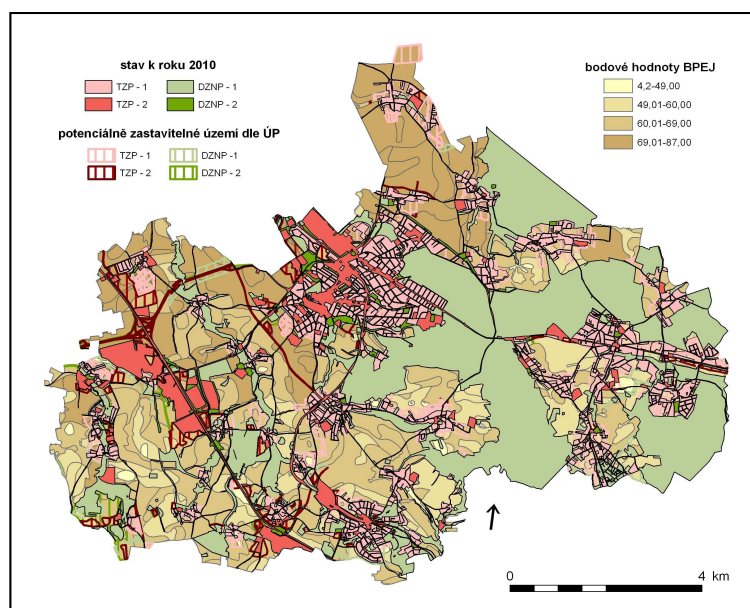 stav k roku 2010
TZP - 1 DZNP - 1
TZP - 2 DZNP - 2
potenciálně zastavitelné území dle ÚP
TZP - 1 DZNP -1
TZP - 2 DZNP - 2
bodové hodnoty BPEJ
4,2-49,00
49,01-60,00
60,01-69,00
69,01-87,00
0 4 km